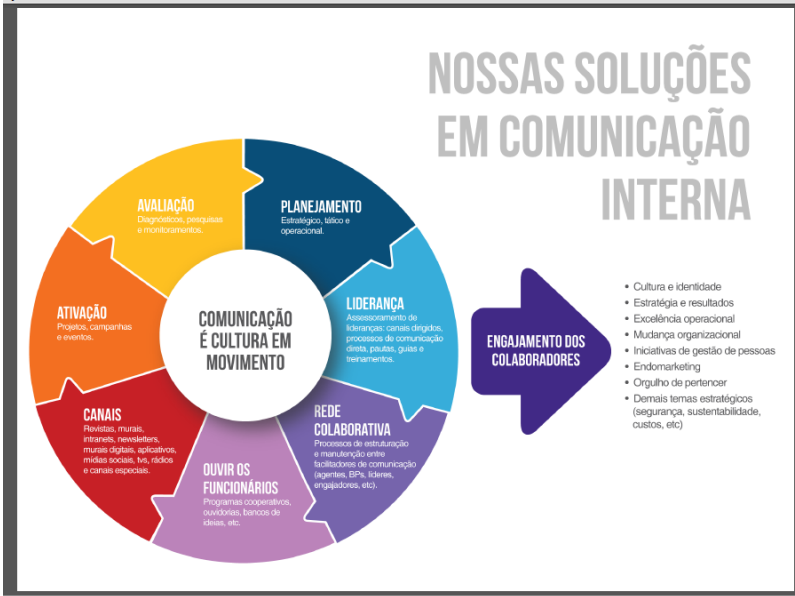 NOSSAS SOLUÇÕES
EM COMUNICAÇÃO
INTERNA
PLANEJAMENTO
Estratégico, tático e
operacional.
LIDERANÇA
Assessoramento de
lideranças: canais dirigidos,
processos de comunicação
direta, pautas, guias e
treinamentos.
REDE
COLABORATIVA
Processos de estruturação
e manutenção entre
facilitadores de comunicação
(agentes, BPs, líderes,
engajadores, etc).
OUVIR OS
FUNCIONÁRIOS
Programas cooperativos,
ouvidorias, bancos de
ideias, etc.
CANAIS
Revistas, murais,
intranets, newsletters,
murais digitais, aplicativos,
mídias sociais, tvs, rádios
e canais especiais.
ATIVAÇÃO
Projetos, campanhas
e eventos.
AVALIAÇÃO
Diagnósticos, pesquisas
e monitoramentos.
COMUNICAÇÃO
É CULTURA EM
MOVIMENTO
ENGAJAMENTO DOS
COLABORADORES
• Cultura e identidade
• Estratégia e resultados
• Excelência operacional
• Mudança organizacional
• Iniciativas de gestão de pessoas
• Endomarketing
• Orgulho de pertencer
• Demais temas estratégicos
(segurança, sustentabilidade,
custos, etc)